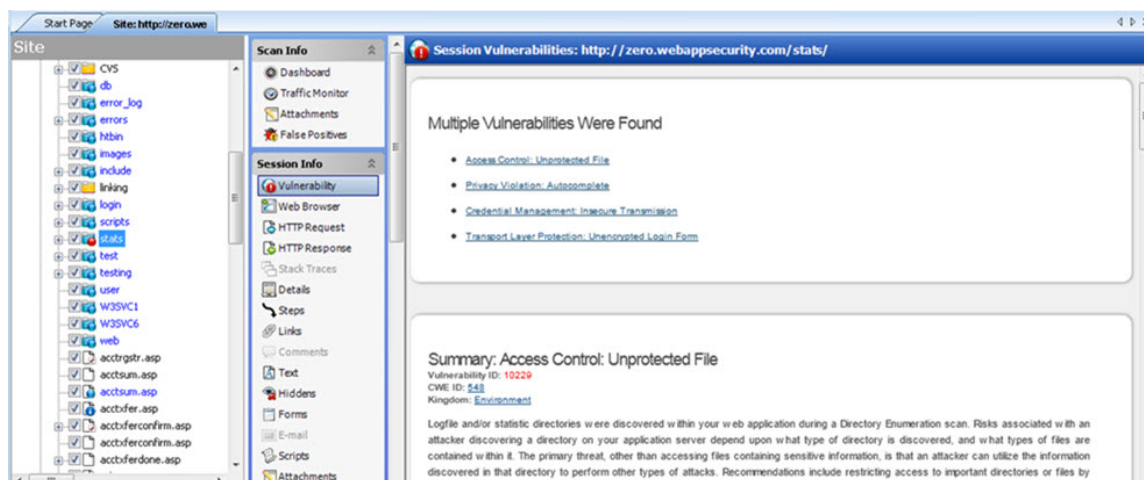 Start Page
Site: http://zero.we
Site
CVS
db
error_log
errors
htbin
images
include
linking
login
scripts
stats
test
testing
user
W3SVC1
W3SVC6
web
acctrgstr.asp
acctsum.asp
acctsum.asp
acctxfer.asp
acctxferconfirm.asp
acctxferconfirm.asp
acctxferdone.asp
Scan Info
Dashboard
Traffic Monitor
Attachments
False Positives
Session Info
Vulnerability
Web Browser
HTTP Request
HTTP Response
Stack Traces
Details
Steps
Links
Comments
Text
Hiddens
Forms
E-mail
Scripts
Attachments
Session Vulnerabilities: http://zero.webappsecurity.com/stats/
Multiple Vulnerabilities Were Found
Access Control: Unprotected File
Privacy Violation: Autocomplete
Credential Management: Insecure Transmission
Transport Layer Protection: Unencrypted Login Form
Summary: Access Control: Unprotected File
Vulnerability ID: 10229
CWE ID: 548
Kingdom: Environment
Logfile and/or statistic directories were discovered within your web application during a Directory Enumeration scan. Risks associated with an
attacker discovering a directory on your application server depend upon what type of directory is discovered, and what types of files are
contained within it. The primary threat, other than accessing files containing sensitive information, is that an attacker can utilize the information
discovered in that directory to perform other types of attacks. Recommendations include restricting access to important directories or files by